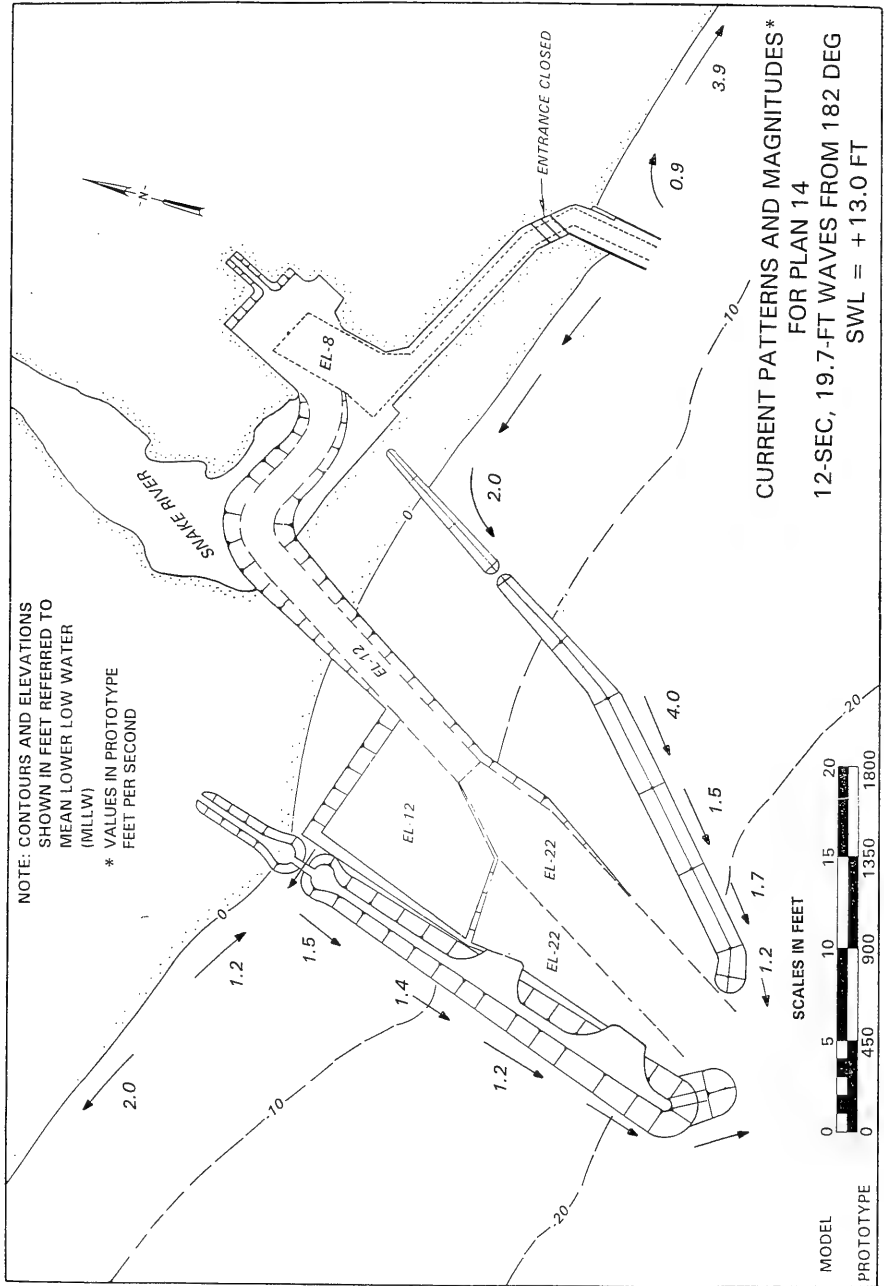 NOTE: CONTOURS AND ELEVATIONS
SHOWN IN FEET REFERRED TO
MEAN LOWER LOW WATER
(MLLW)
* VALUES IN PROTOTYPE
FEET PER SECOND
-N-
SNAKE RIVER
ENTRANCE CLOSED
EL-8
EL-12
EL-12
EL-22
EL-22
0
0
-10
-10
-20
-20
2.0
1.2
1.5
1.4
1.2
2.0
4.0
1.5
1.7
1.2
0.9
3.9
CURRENT PATTERNS AND MAGNITUDES*
FOR PLAN 14
12-SEC, 19.7-FT WAVES FROM 182 DEG
SWL = +13.0 FT
SCALES IN FEET
MODEL 0 5 10 15 20
PROTOTYPE 0 450 900 1350 1800